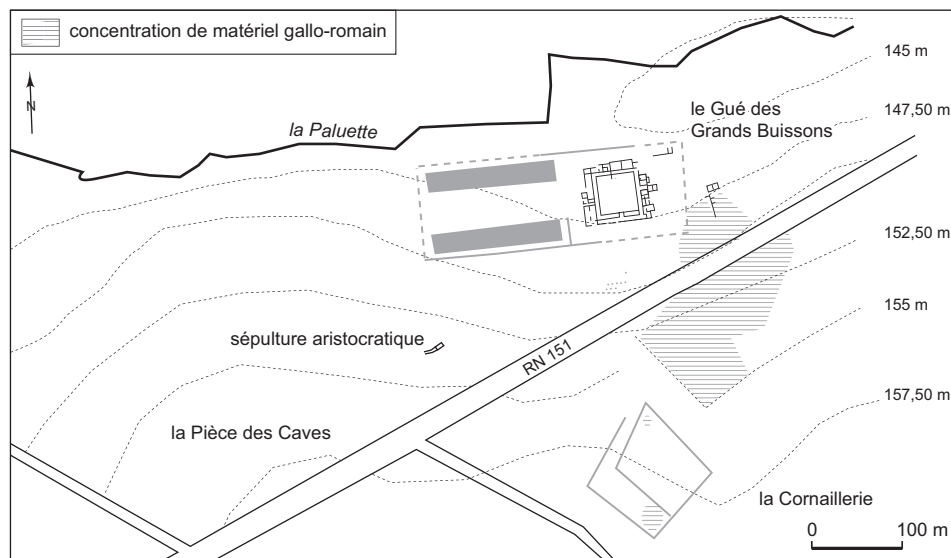 concentration de matériel gallo-romain
145 m
N
le Gué des
Grands Buissons
147,50 m
la Paluette
152,50 m
155 m
sépulture aristocratique
RN 151
157,50 m
la Pièce des Caves
la Cornaillerie
0 100 m